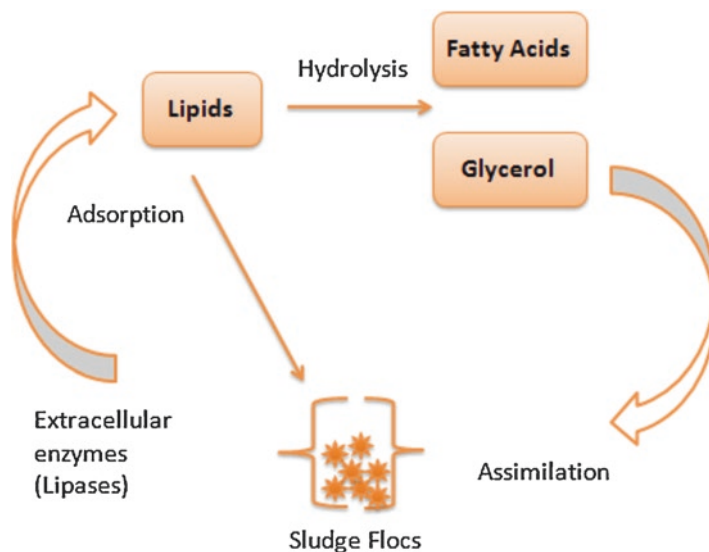 Fatty Acids
Hydrolysis
Lipids
Glycerol
Adsorption
Extracellular
enzymes
(Lipases)
Assimilation
Sludge Flocs